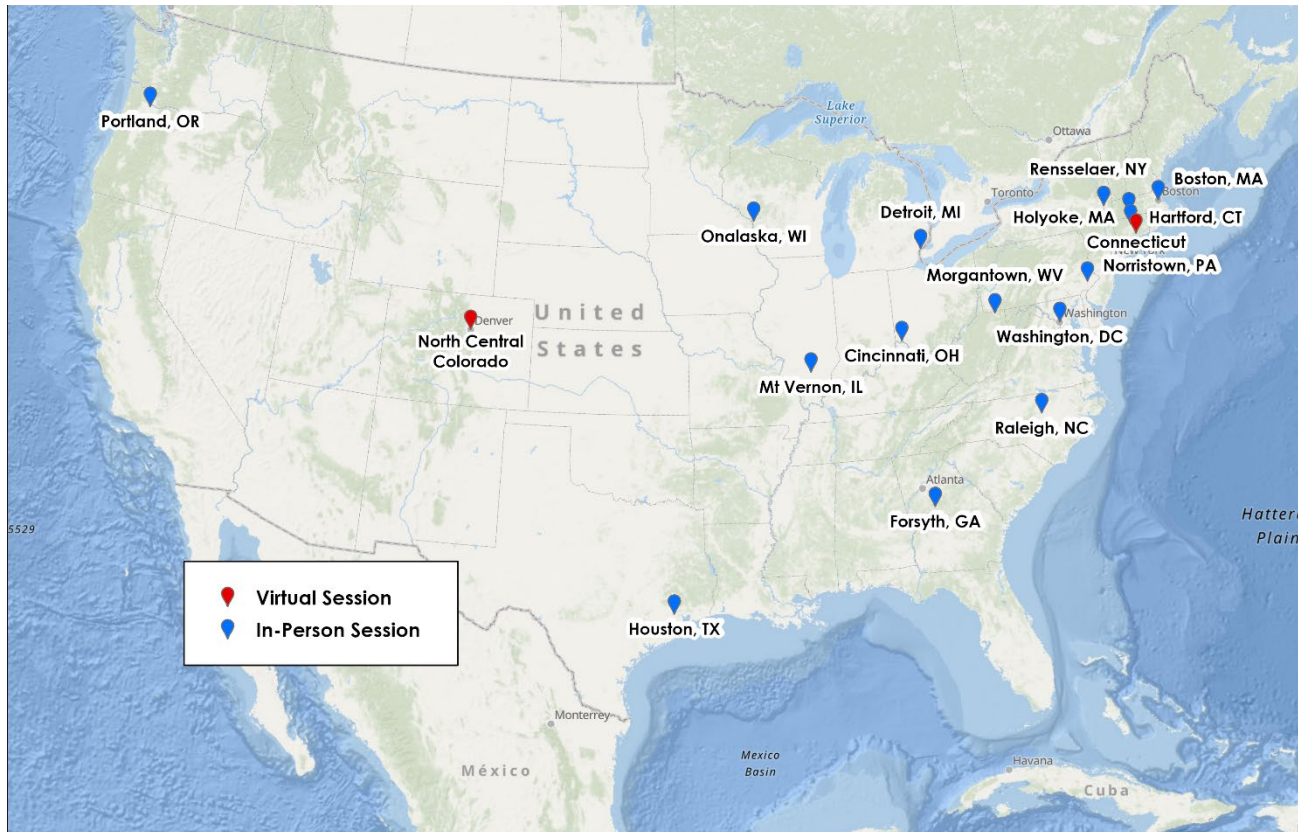 Lake
Superior
Ottawa
Portland, OR
Rensselaer, NY
Boston, MA
Toronto
Boston
Detroit, MI
Holyoke, MA
Hartford, CT
Onalaska, WI
Connecticut
New York
Norristown, PA
Morgantown, WV
United
States
Denver
Washington
North Central
Colorado
Cincinnati, OH
Washington, DC
Mt Vernon, IL
Raleigh, NC
Atlanta
Forsyth, GA
5529
Hatter
Plain
Virtual Session
In-Person Session
Houston, TX
Monterrey
Mexico
Basin
México
Havana
Cuba